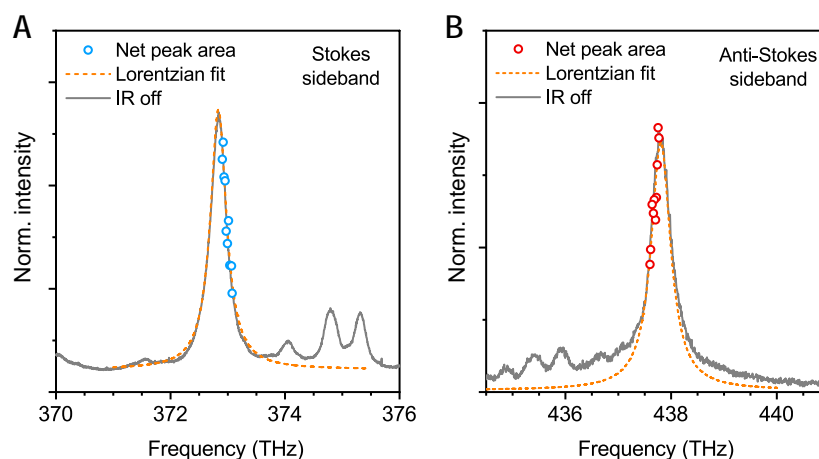 A
Net peak area
Lorentzian fit
IR off
Stokes
sideband
Norm. intensity
370
372
374
376
Frequency (THz)
B
Net peak area
Lorentzian fit
IR off
Anti-Stokes
sideband
Norm. intensity
436
438
440
Frequency (THz)